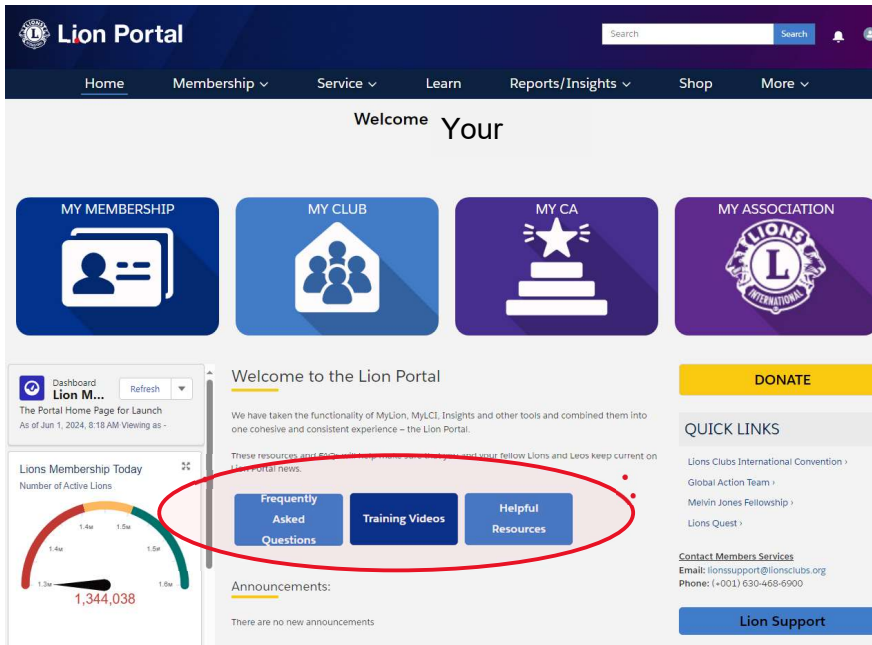 Lion Portal
Search
Search
Home Membership Service Learn Reports/Insights Shop More
Welcome Your
MY MEMBERSHIP
MY CLUB
MY CA
MY ASSOCIATION
LIONS
L
INTERNATIONAL
Dashboard
Lion M...
Refresh
The Portal Home Page for Launch
As of Jun 1, 2024, 8:18 AM·Viewing as -
Lions Membership Today
Number of Active Lions
1.3M
1.4M
1.4M
1.5M
1.5M
1.6M
1,344,038
Welcome to the Lion Portal
We have taken the functionality of MyLion, MyLCI, Insights and other tools and combined them into
one cohesive and consistent experience – the Lion Portal.
These resources and FAQs will help make sure that you and your fellow Lions and Leos keep current on
Lion Portal news.
Frequently
Asked
Questions
Training Videos
Helpful
Resources
Announcements:
There are no new announcements
DONATE
QUICK LINKS
Lions Clubs International Convention ›
Global Action Team ›
Melvin Jones Fellowship ›
Lions Quest ›
Contact Members Services
Email: lionssupport@lionsclubs.org
Phone: (+001) 630-468-6900
Lion Support